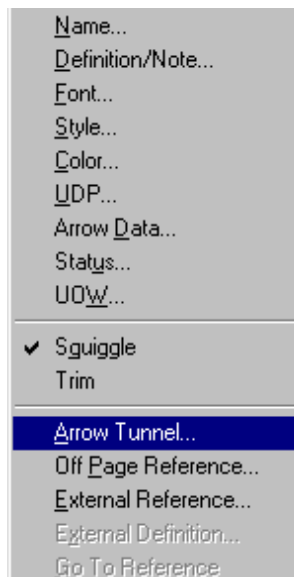 Name...
Definition/Note...
Font...
Style...
Color...
UDP...
Arrow Data...
Status...
UOW...
Squiggle
Trim
Arrow Tunnel...
Off Page Reference...
External Reference...
External Definition...
Go To Reference